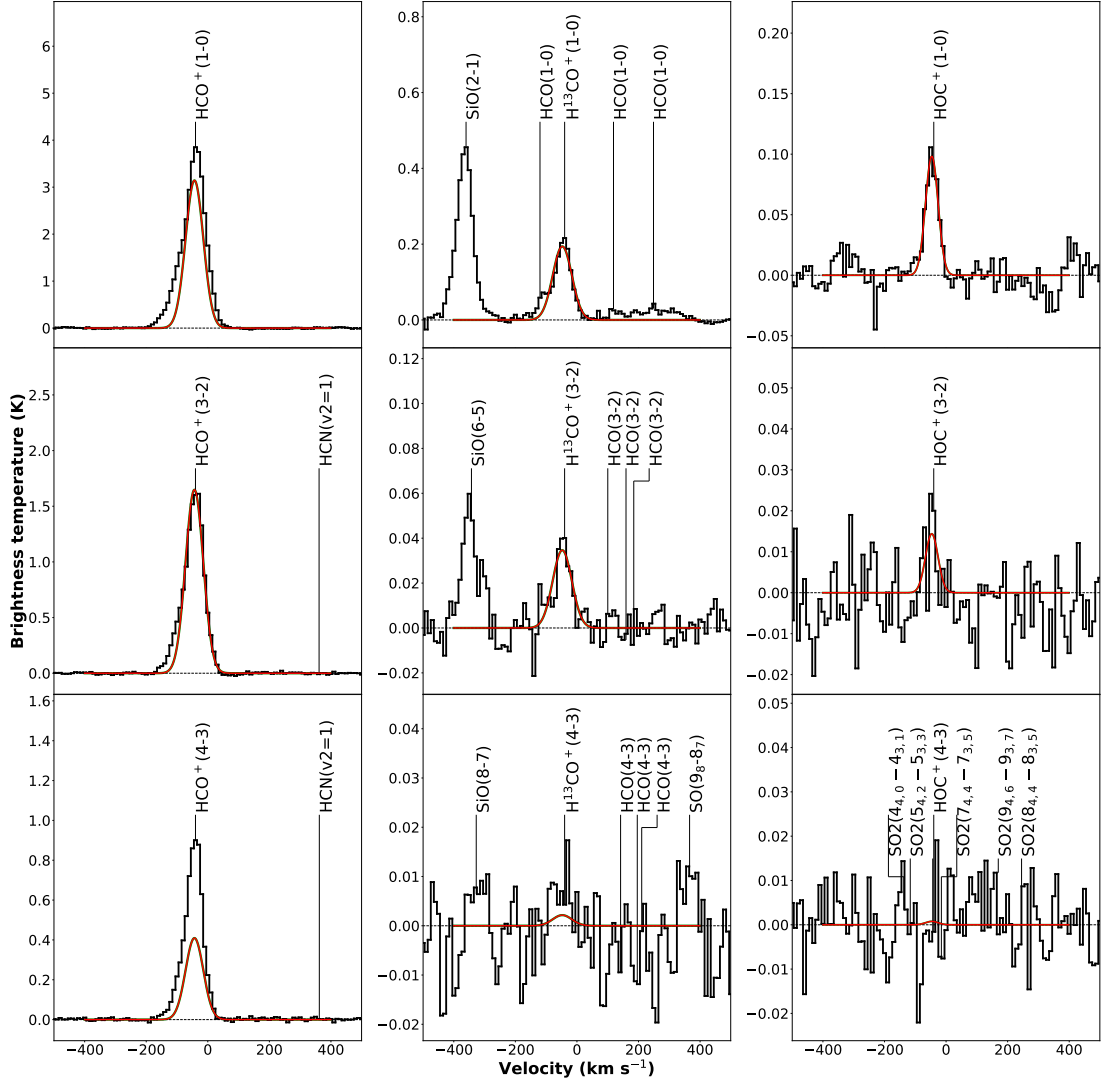 HCO⁺(1-0)
6
5
4
3
2
1
0
SiO(2-1)
HCO(1-0)
H¹³CO⁺(1-0)
HCO(1-0)
HCO(1-0)
0.8
0.6
0.4
0.2
0.0
HOC⁺(1-0)
0.20
0.15
0.10
0.05
0.00
−0.05
Brightness temperature (K)
HCO⁺(3-2)
HCN(v2=1)
2.5
2.0
1.5
1.0
0.5
0.0
SiO(6-5)
H¹³CO⁺(3-2)
HCO(3-2)
HCO(3-2)
HCO(3-2)
0.12
0.10
0.08
0.06
0.04
0.02
0.00
−0.02
HOC⁺(3-2)
0.05
0.04
0.03
0.02
0.01
0.00
−0.01
−0.02
HCO⁺(4-3)
HCN(v2=1)
1.6
1.4
1.2
1.0
0.8
0.6
0.4
0.2
0.0
−400 −200 0 200 400
SiO(8-7)
H¹³CO⁺(4-3)
HCO(4-3)
HCO(4-3)
HCO(4-3)
SO(9₈-8₇)
0.04
0.03
0.02
0.01
0.00
−0.01
−0.02
−400 −200 0 200 400
SO2(4₄,₀ − 4₃,₁)
SO2(5₄,₂ − 5₃,₃)
HOC⁺(4-3)
SO2(7₄,₄ − 7₃,₅)
SO2(9₄,₆ − 9₃,₇)
SO2(8₄,₄ − 8₃,₅)
0.05
0.04
0.03
0.02
0.01
0.00
−0.01
−0.02
−400 −200 0 200 400
Velocity (km s⁻¹)